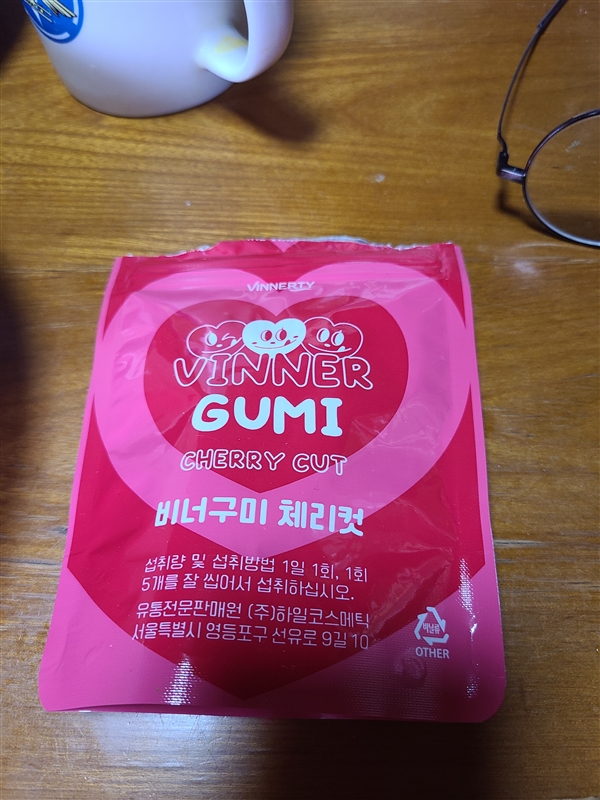 VINNERTY
VINNER
GUMI
CHERRY CUT
비너구미 체리컷
섭취량 및 섭취방법 1일 1회, 1회
5개를 잘 씹어서 섭취하십시오.
유통전문판매원 (주)하일코스메틱
서울특별시 영등포구 선유로 9길 10
비닐류
OTHER